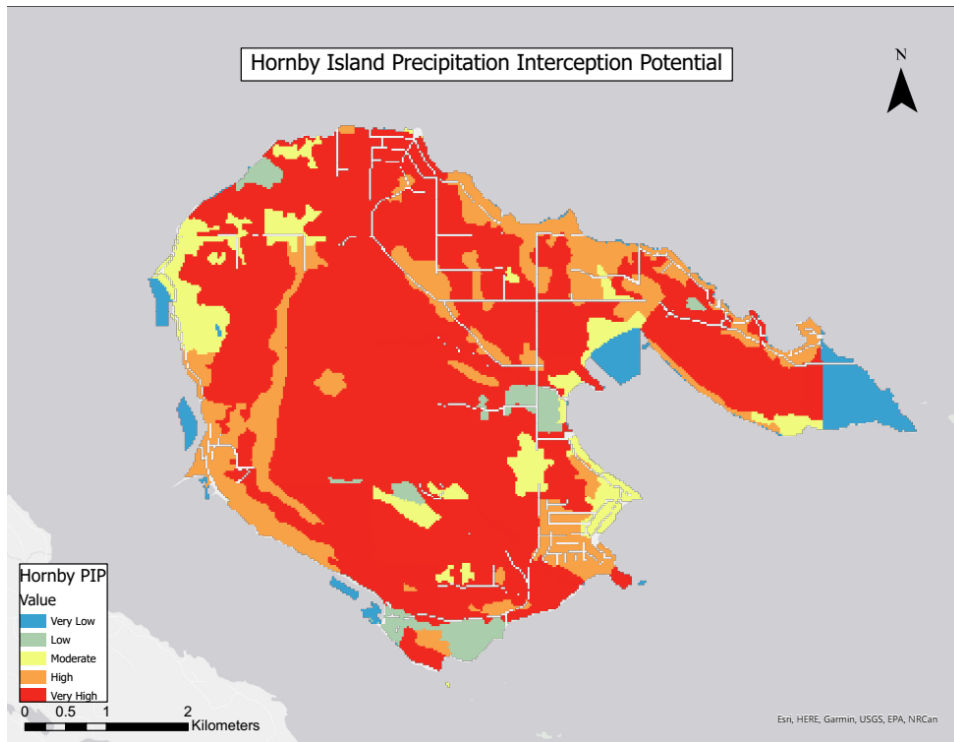 Hornby Island Precipitation Interception Potential
N
Hornby PIP
Value
Very Low
Low
Moderate
High
Very High
0 0.5 1 2
Kilometers
Esri, HERE, Garmin, USGS, EPA, NRCan